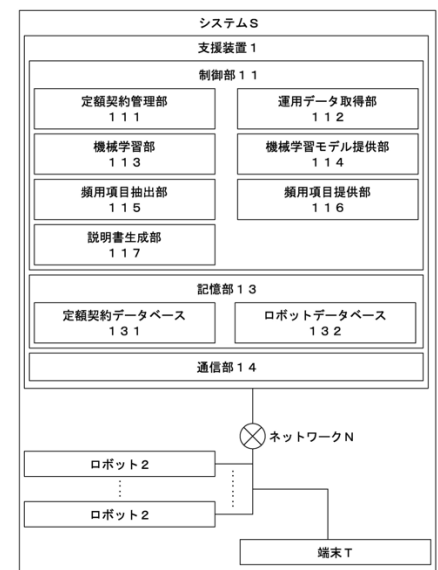 システムS
支援装置1
制御部11
定額契約管理部
111
運用データ取得部
112
機械学習部
113
機械学習モデル提供部
114
頻用項目抽出部
115
頻用項目提供部
116
説明書生成部
117
記憶部13
定額契約データベース
131
ロボットデータベース
132
通信部14
ネットワークN
ロボット2
ロボット2
端末T